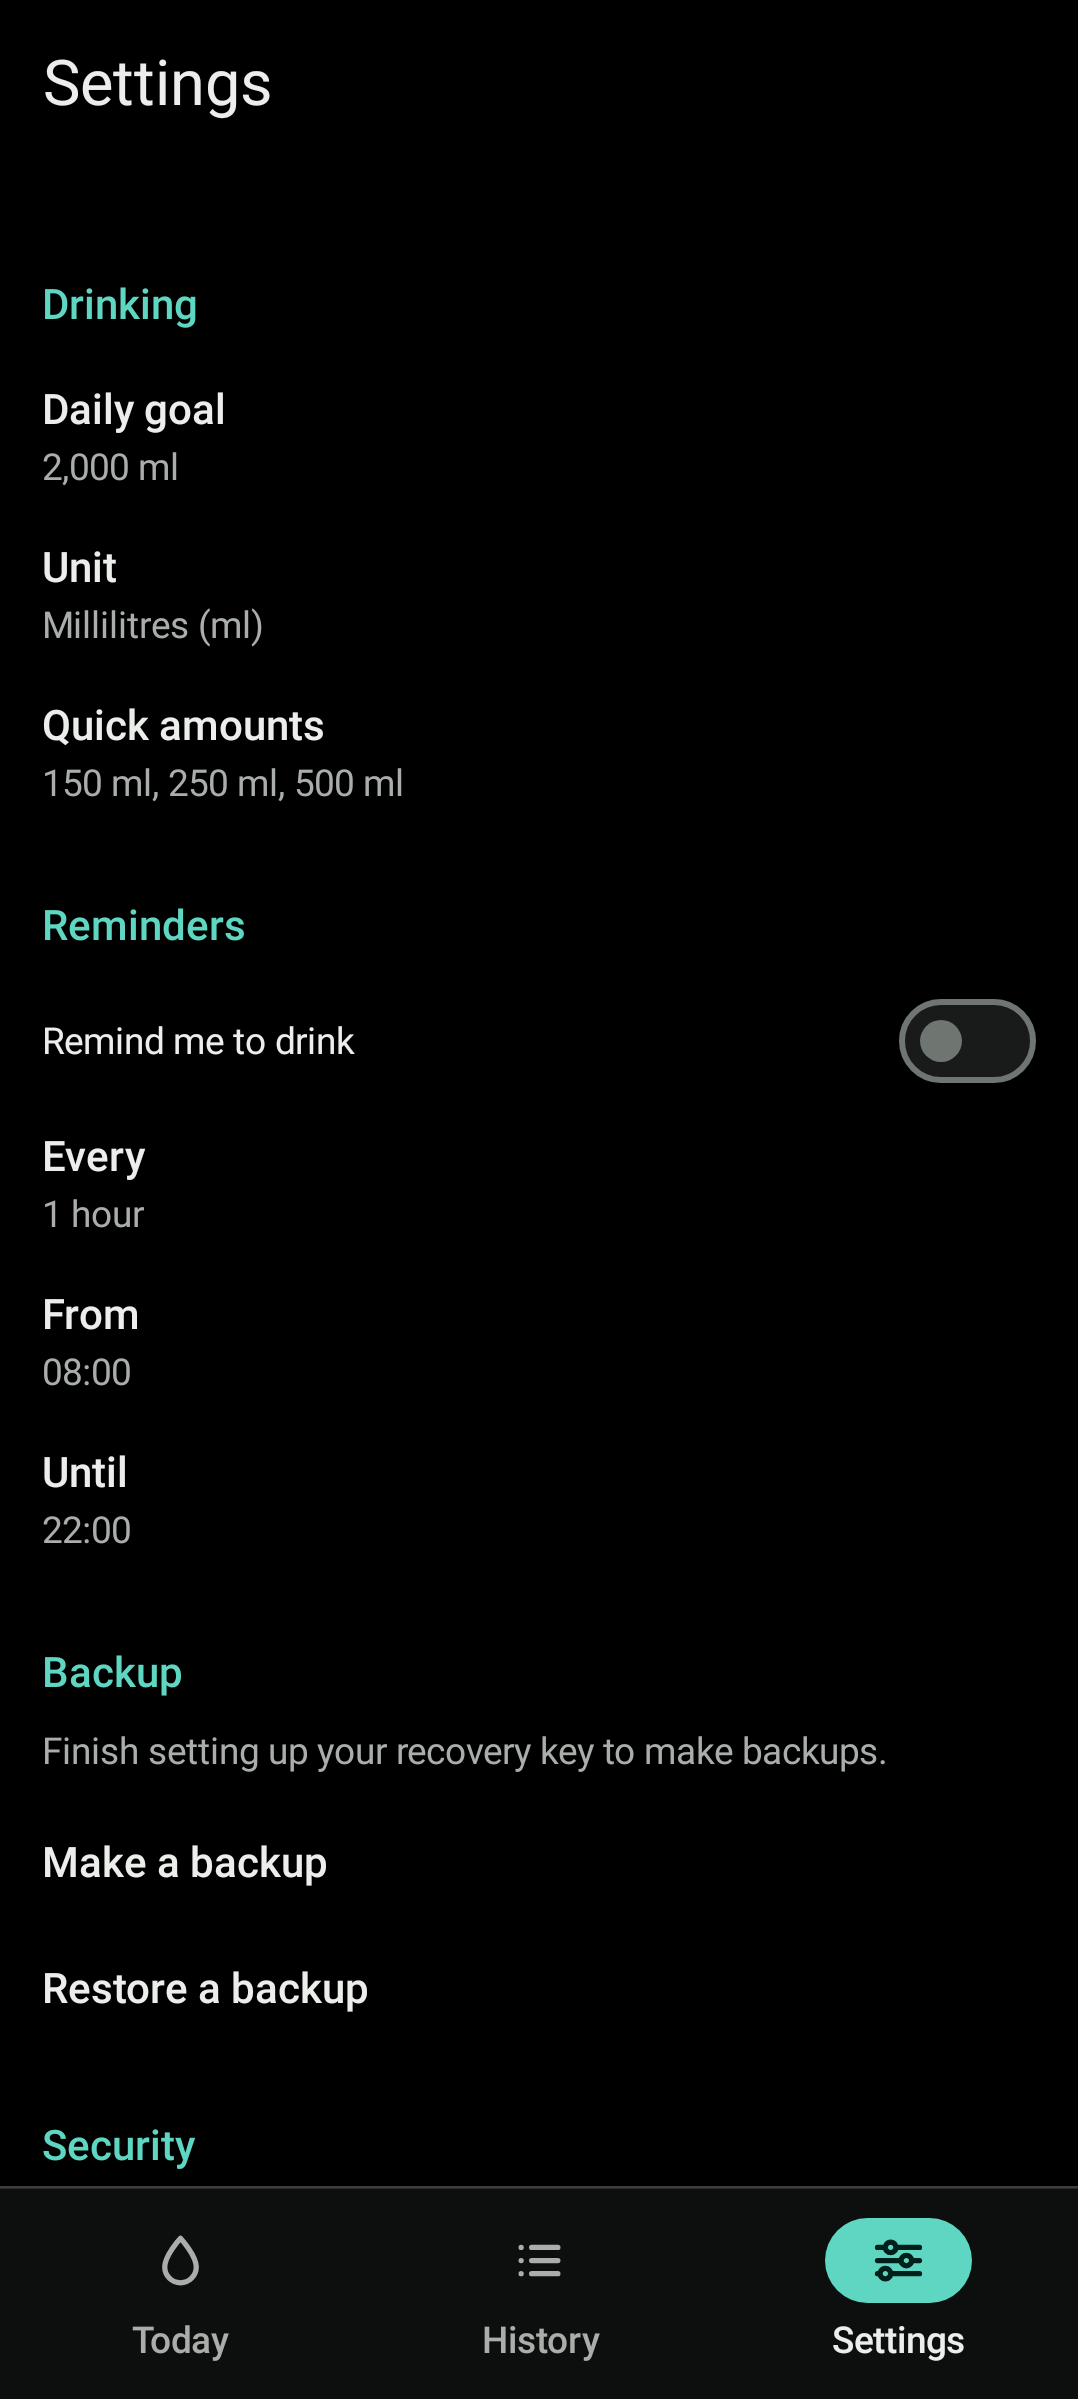 Settings
Drinking
Daily goal
2,000 ml
Unit
Millilitres (ml)
Quick amounts
150 ml, 250 ml, 500 ml
Reminders
Remind me to drink
Every
1 hour
From
08:00
Until
22:00
Backup
Finish setting up your recovery key to make backups.
Make a backup
Restore a backup
Security
Today
History
Settings